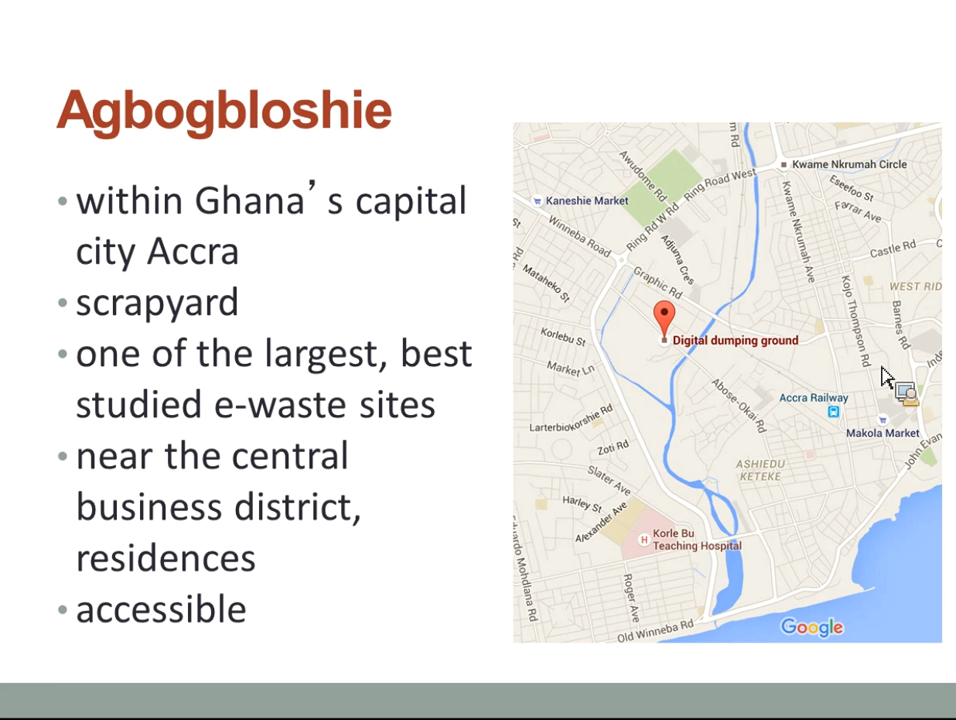 Agbogbloshie
• within Ghana’s capital
city Accra
• scrapyard
• one of the largest, best
studied e-waste sites
• near the central
business district,
residences
• accessible
Kwame Nkrumah Circle
Awudome Rd
Ring Road West
Eseefoo St
Farrar Ave
Kaneshie Market
Winneba Road
Ring Rd W Rd
Adjuma Cres
Kwame Nkrumah Ave
Castle Rd
Mataheko St
Graphic Rd
WEST RID
Kojo Thompson Rd
Barnes Rd
Korlebu St
Digital dumping ground
Market Ln
Abose-Okai Rd
Accra Railway
Makola Market
Larterbiokorshie Rd
Zoti Rd
John Evan
ASHIEDU
KETEKE
Slater Ave
Harley St
Alexander Ave
Korle Bu
Teaching Hospital
H
Roger Ave
Old Winneba Rd
Google